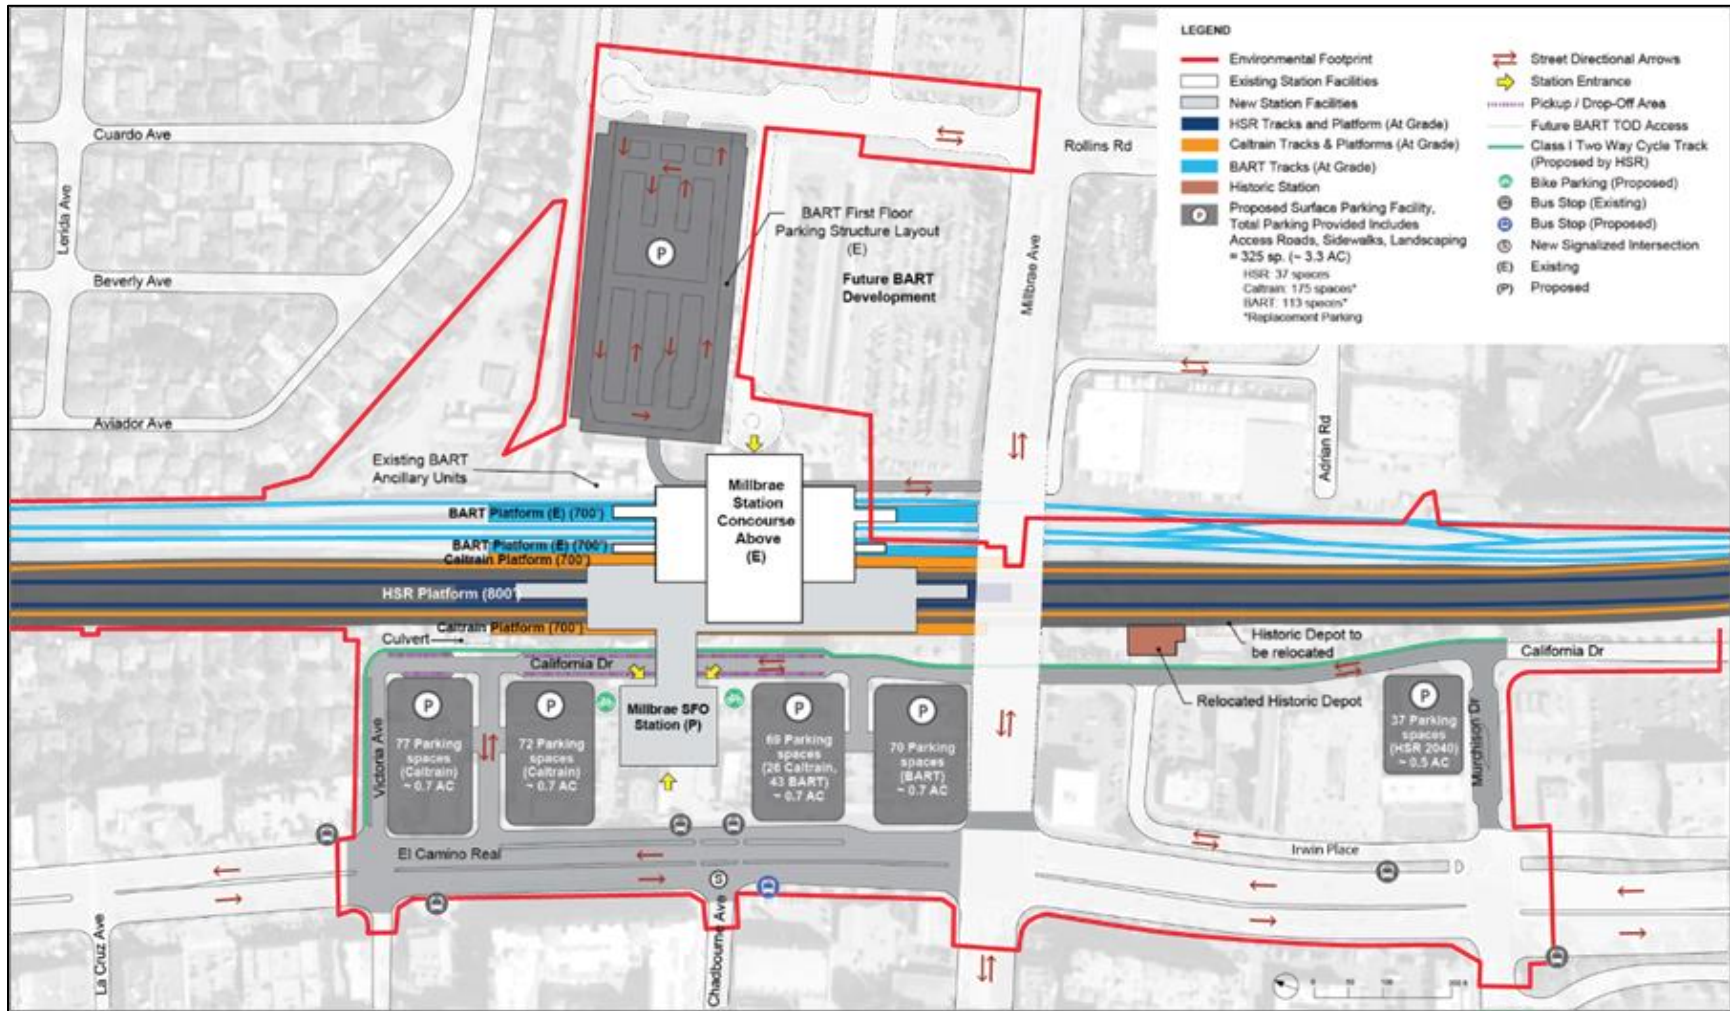 LEGEND
Environmental Footprint
Existing Station Facilities
New Station Facilities
HSR Tracks and Platform (At Grade)
Caltrain Tracks & Platforms (At Grade)
BART Tracks (At Grade)
Historic Station
P
Proposed Surface Parking Facility,
Total Parking Provided Includes
Access Roads, Sidewalks, Landscaping
= 325 sp. (~ 3.3 AC)
HSR: 37 spaces
Caltrain: 175 spaces*
BART: 113 spaces*
*Replacement Parking
Street Directional Arrows
Station Entrance
Pickup / Drop-Off Area
Future BART TOD Access
Class I Two Way Cycle Track
(Proposed by HSR)
Bike Parking (Proposed)
Bus Stop (Existing)
Bus Stop (Proposed)
S New Signalized Intersection
(E) Existing
(P) Proposed
Cuardo Ave
Lerida Ave
Beverly Ave
Aviador Ave
Rollins Rd
Millbrae Ave
Adrian Rd
P
BART First Floor
Parking Structure Layout
(E)
Future BART
Development
Existing BART
Ancillary Units
Millbrae
Station
Concourse
Above
(E)
BART Platform (E) (700')
BART Platform (E) (700')
Caltrain Platform (700')
HSR Platform (800')
Caltrain Platform (700')
Culvert
California Dr
Historic Depot to
be relocated
California Dr
Relocated Historic Depot
Victoria Ave
P
77 Parking
spaces
(Caltrain)
~ 0.7 AC
P
72 Parking
spaces
(Caltrain)
~ 0.7 AC
Millbrae SFO
Station (P)
P
69 Parking
spaces
(26 Caltrain,
43 BART)
~ 0.7 AC
P
70 Parking
spaces
(BART)
~ 0.7 AC
P
37 Parking
spaces
(HSR 2040)
~ 0.5 AC
Murchison Dr
El Camino Real
Irwin Place
S
La Cruz Ave
Chadbourne Ave
0
50
100